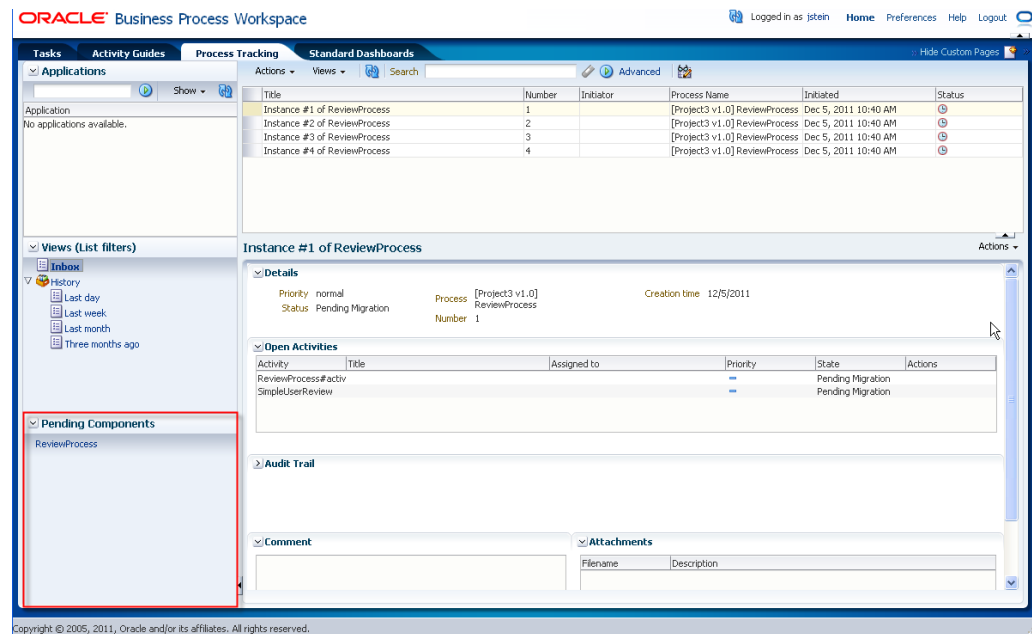 ORACLE Business Process Workspace
Logged in as jstein Home Preferences Help Logout
Tasks Activity Guides Process Tracking Standard Dashboards
Hide Custom Pages
Applications
Show
Application
No applications available.
Actions Views Search Advanced
Title Number Initiator Process Name Initiated Status
Instance #1 of ReviewProcess 1 [Project3 v1.0] ReviewProcess Dec 5, 2011 10:40 AM
Instance #2 of ReviewProcess 2 [Project3 v1.0] ReviewProcess Dec 5, 2011 10:40 AM
Instance #3 of ReviewProcess 3 [Project3 v1.0] ReviewProcess Dec 5, 2011 10:40 AM
Instance #4 of ReviewProcess 4 [Project3 v1.0] ReviewProcess Dec 5, 2011 10:40 AM
Views (List filters)
Inbox
History
Last day
Last week
Last month
Three months ago
Pending Components
ReviewProcess
Instance #1 of ReviewProcess
Actions
Details
Priority normal
Status Pending Migration
Process [Project3 v1.0]
ReviewProcess
Number 1
Creation time 12/5/2011
Open Activities
Activity Title Assigned to Priority State Actions
ReviewProcess#activ Pending Migration
SimpleUserReview Pending Migration
Audit Trail
Comment
Attachments
Filename Description
Copyright © 2005, 2011, Oracle and/or its affiliates. All rights reserved.